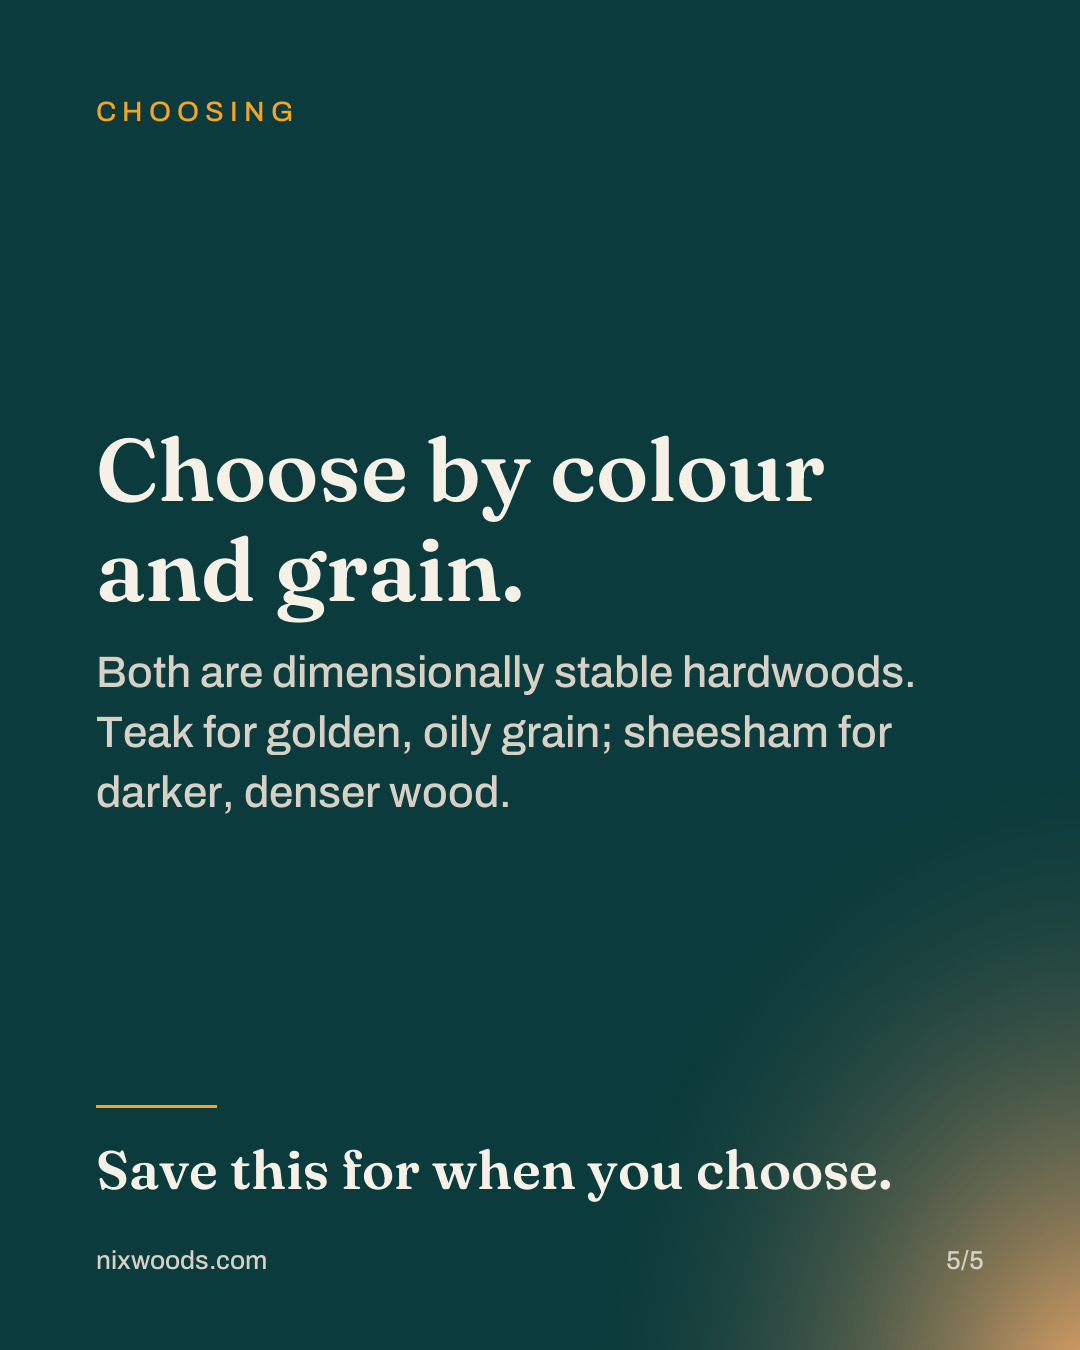 CHOOSING
Choose by colour
and grain.
Both are dimensionally stable hardwoods.
Teak for golden, oily grain; sheesham for
darker, denser wood.
Save this for when you choose.
nixwoods.com
5/5